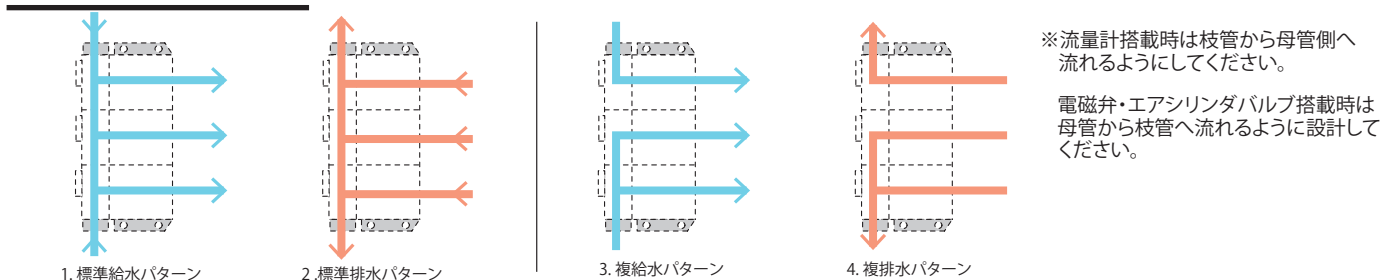 ※流量計搭載時は枝管から母管側へ
流れるようにしてください。
電磁弁・エアシリンダバルブ搭載時は
母管から枝管へ流れるように設計して
ください。
1. 標準給水パターン
2 .標準排水パターン
3. 複給水パターン
4. 複排水パターン